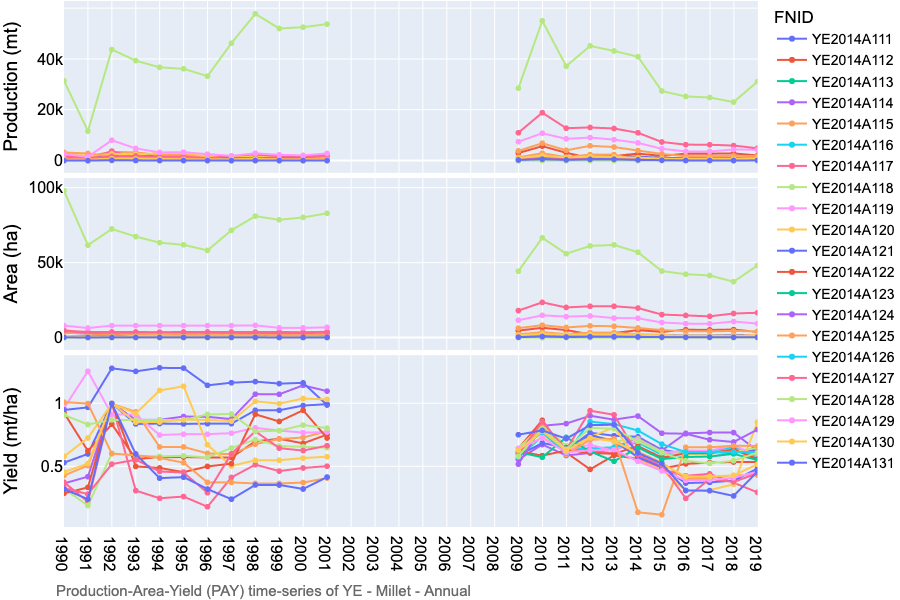 FNID
YE2014A111
YE2014A112
YE2014A113
YE2014A114
YE2014A115
YE2014A116
YE2014A117
YE2014A118
YE2014A119
YE2014A120
YE2014A121
YE2014A122
YE2014A123
YE2014A124
YE2014A125
YE2014A126
YE2014A127
YE2014A128
YE2014A129
YE2014A130
YE2014A131
Production (mt)
40k
20k
0
Area (ha)
100k
50k
0
Yield (mt/ha)
1
0.5
1990 1991 1992 1993 1994 1995 1996 1997 1998 1999 2000 2001 2002 2003 2004 2005 2006 2007 2008 2009 2010 2011 2012 2013 2014 2015 2016 2017 2018 2019
Production-Area-Yield (PAY) time-series of YE - Millet - Annual